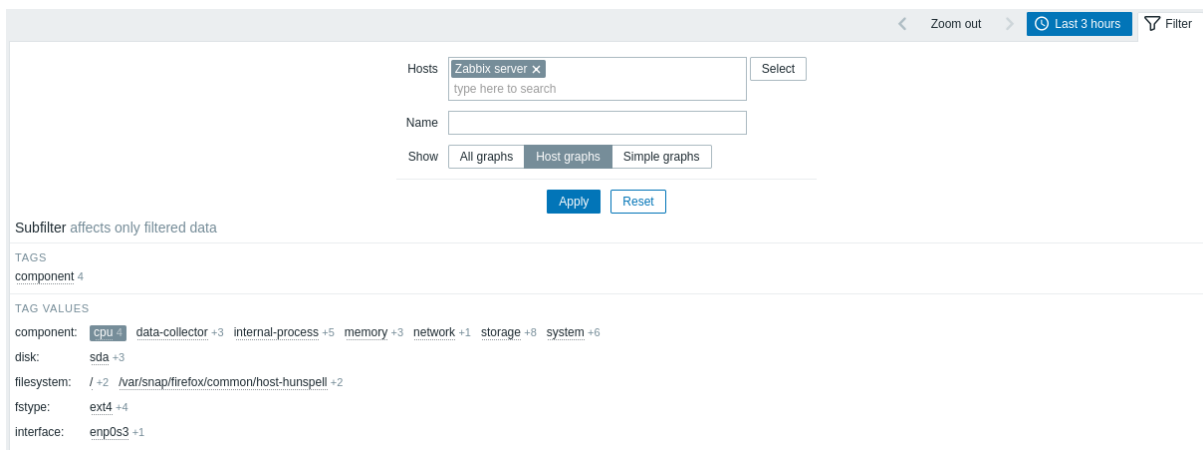 Zoom out Last 3 hours Filter
Hosts Zabbix server Select
type here to search
Name
Show All graphs Host graphs Simple graphs
Apply Reset
Subfilter affects only filtered data
TAGS
component 4
TAG VALUES
component: cpu 4 data-collector +3 internal-process +5 memory +3 network +1 storage +8 system +6
disk: sda +3
filesystem: / +2 /var/snap/firefox/common/host-hunspell +2
fstype: ext4 +4
interface: enp0s3 +1